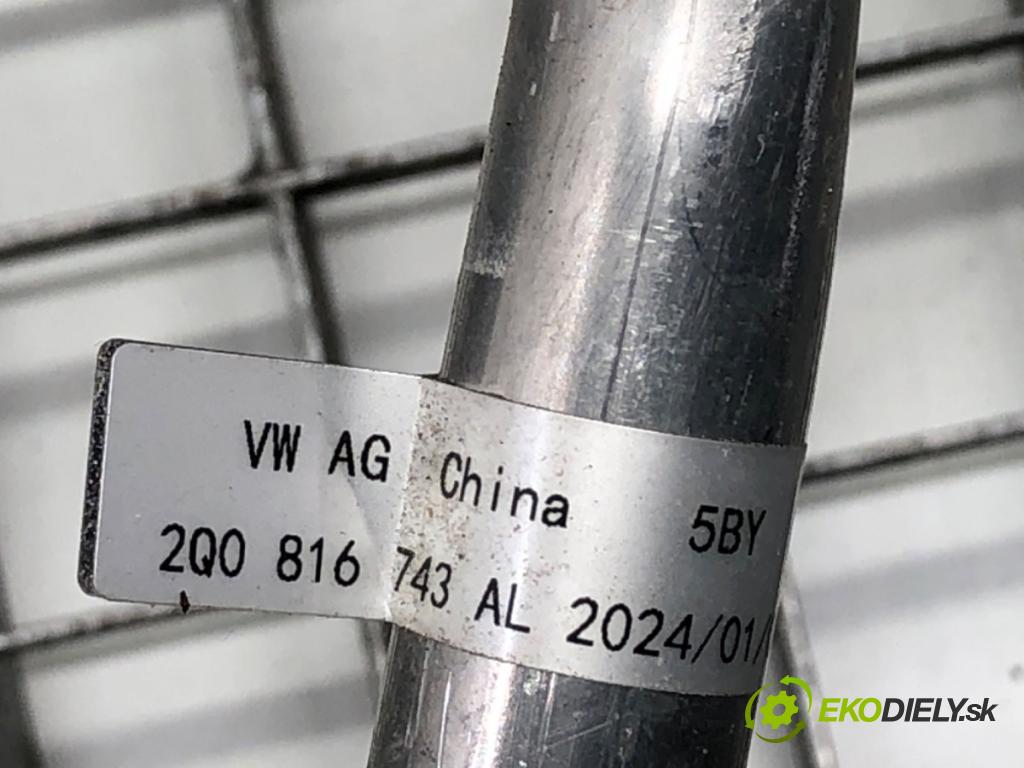 VW AG China 5BY
2Q0 816 743 AL 2024/01/
EKODIELY.sk